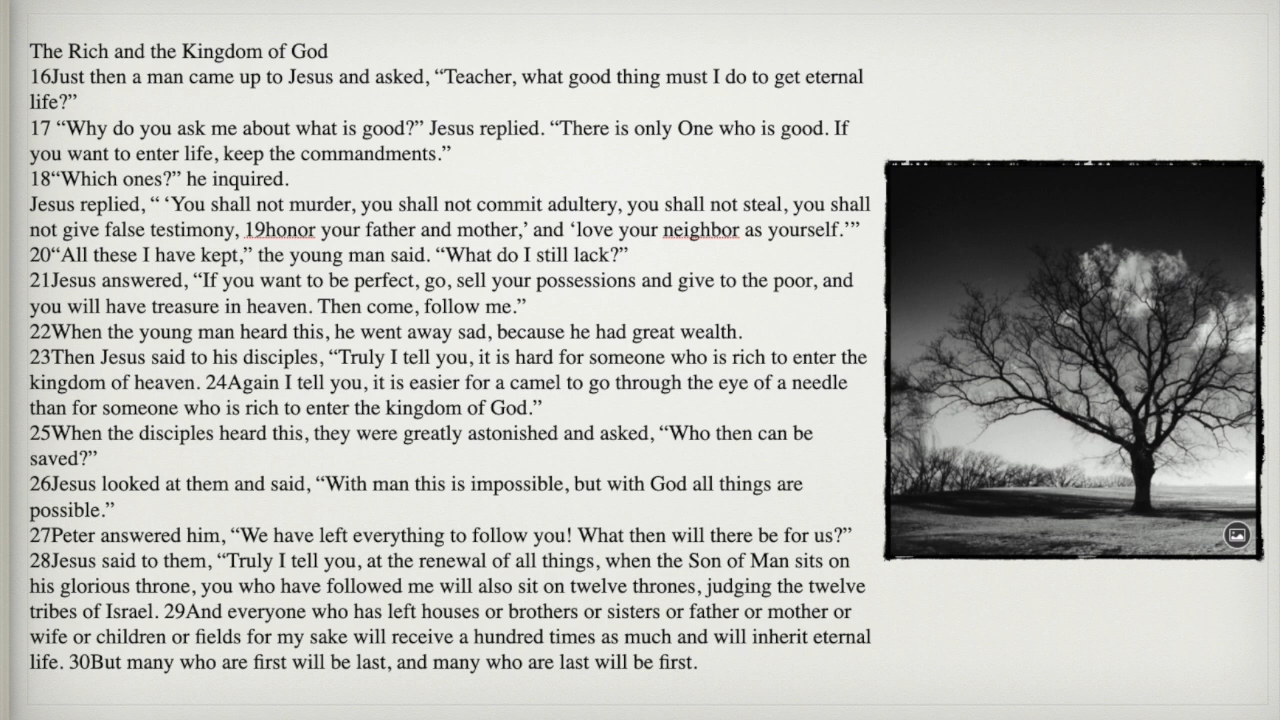 The Rich and the Kingdom of God
16Just then a man came up to Jesus and asked, “Teacher, what good thing must I do to get eternal
life?”
17 “Why do you ask me about what is good?” Jesus replied. “There is only One who is good. If
you want to enter life, keep the commandments.”
18“Which ones?” he inquired.
Jesus replied, “ ‘You shall not murder, you shall not commit adultery, you shall not steal, you shall
not give false testimony, 19honor your father and mother,’ and ‘love your neighbor as yourself.’”
20“All these I have kept,” the young man said. “What do I still lack?”
21Jesus answered, “If you want to be perfect, go, sell your possessions and give to the poor, and
you will have treasure in heaven. Then come, follow me.”
22When the young man heard this, he went away sad, because he had great wealth.
23Then Jesus said to his disciples, “Truly I tell you, it is hard for someone who is rich to enter the
kingdom of heaven. 24Again I tell you, it is easier for a camel to go through the eye of a needle
than for someone who is rich to enter the kingdom of God.”
25When the disciples heard this, they were greatly astonished and asked, “Who then can be
saved?”
26Jesus looked at them and said, “With man this is impossible, but with God all things are
possible.”
27Peter answered him, “We have left everything to follow you! What then will there be for us?”
28Jesus said to them, “Truly I tell you, at the renewal of all things, when the Son of Man sits on
his glorious throne, you who have followed me will also sit on twelve thrones, judging the twelve
tribes of Israel. 29And everyone who has left houses or brothers or sisters or father or mother or
wife or children or fields for my sake will receive a hundred times as much and will inherit eternal
life. 30But many who are first will be last, and many who are last will be first.